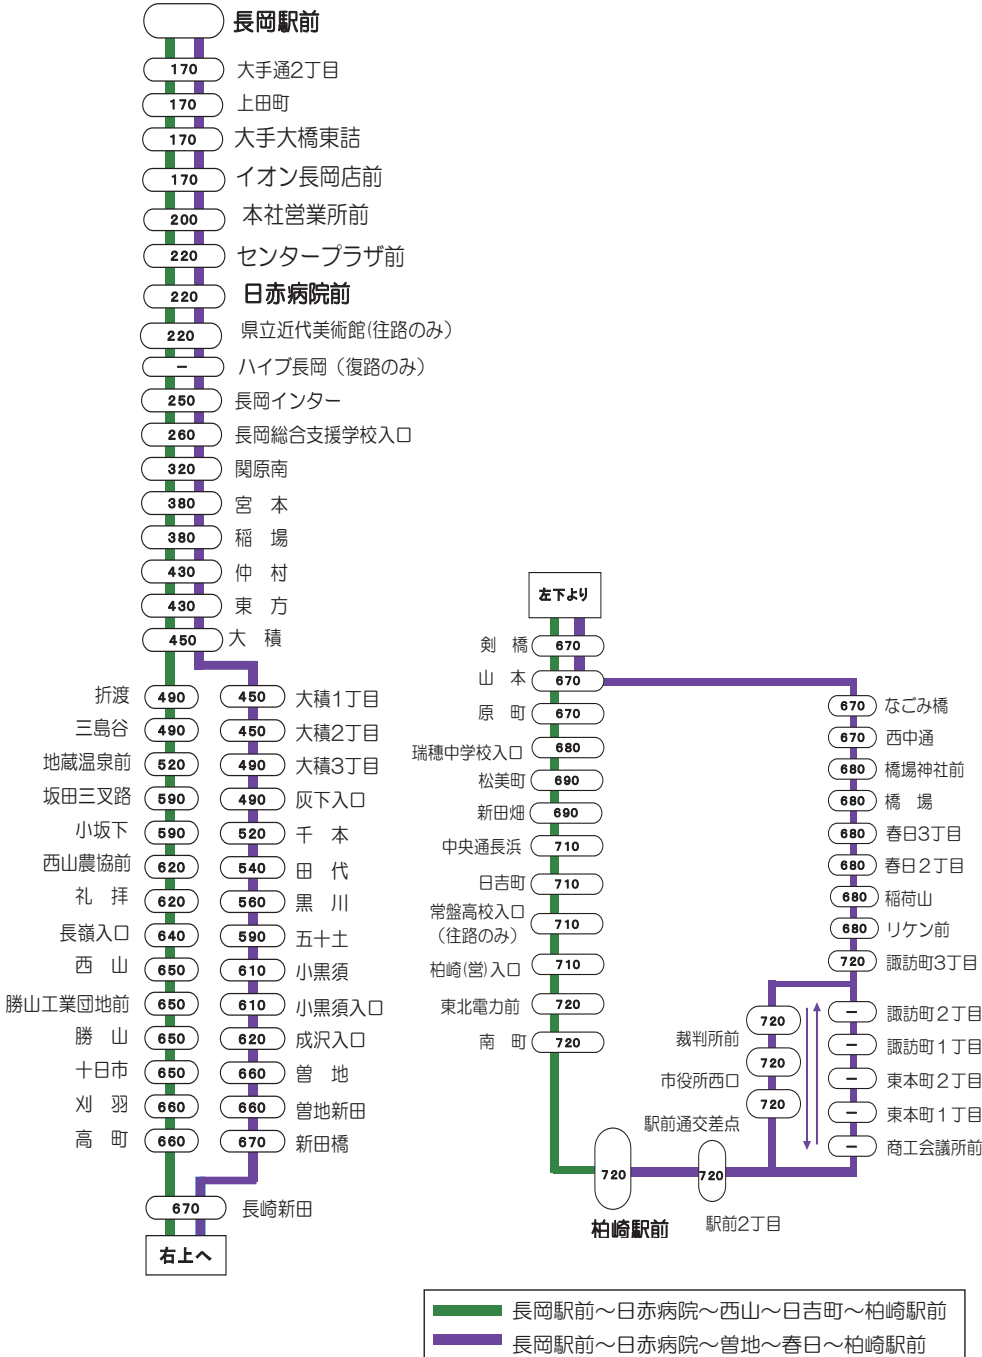 長岡駅前
170 大手通2丁目
170 上田町
170 大手大橋東詰
170 イオン長岡店前
200 本社営業所前
220 センタープラザ前
220 日赤病院前
220 県立近代美術館(往路のみ)
－ ハイブ長岡（復路のみ）
250 長岡インター
260 長岡総合支援学校入口
320 関原南
380 宮　本
380 稲　場
430 仲　村
430 東　方
450 大　積
折渡 490
三島谷 490
地蔵温泉前 520
坂田三叉路 590
小坂下 590
西山農協前 620
礼　拝 620
長嶺入口 640
西　山 650
勝山工業団地前 650
勝　山 650
十日市 650
刈　羽 660
高　町 660
450 大積1丁目
450 大積2丁目
490 大積3丁目
490 灰下入口
520 千　本
540 田　代
560 黒　川
590 五十土
610 小黒須
610 小黒須入口
620 成沢入口
660 曽　地
660 曽地新田
670 新田橋
670 長崎新田
右上へ
左下より
剣　橋 670
山　本 670
原　町 670
瑞穂中学校入口 680
松美町 690
新田畑 690
中央通長浜 710
日吉町 710
常盤高校入口
（往路のみ） 710
柏崎(営)入口 710
東北電力前 720
南　町 720
670 なごみ橋
670 西中通
680 橋場神社前
680 橋　場
680 春日3丁目
680 春日2丁目
680 稲荷山
680 リケン前
720 諏訪町3丁目
裁判所前 720
市役所西口 720
駅前通交差点 720
－ 諏訪町2丁目
－ 諏訪町1丁目
－ 東本町2丁目
－ 東本町1丁目
－ 商工会議所前
720 柏崎駅前
720 駅前2丁目
長岡駅前～日赤病院～西山～日吉町～柏崎駅前
長岡駅前～日赤病院～曽地～春日～柏崎駅前